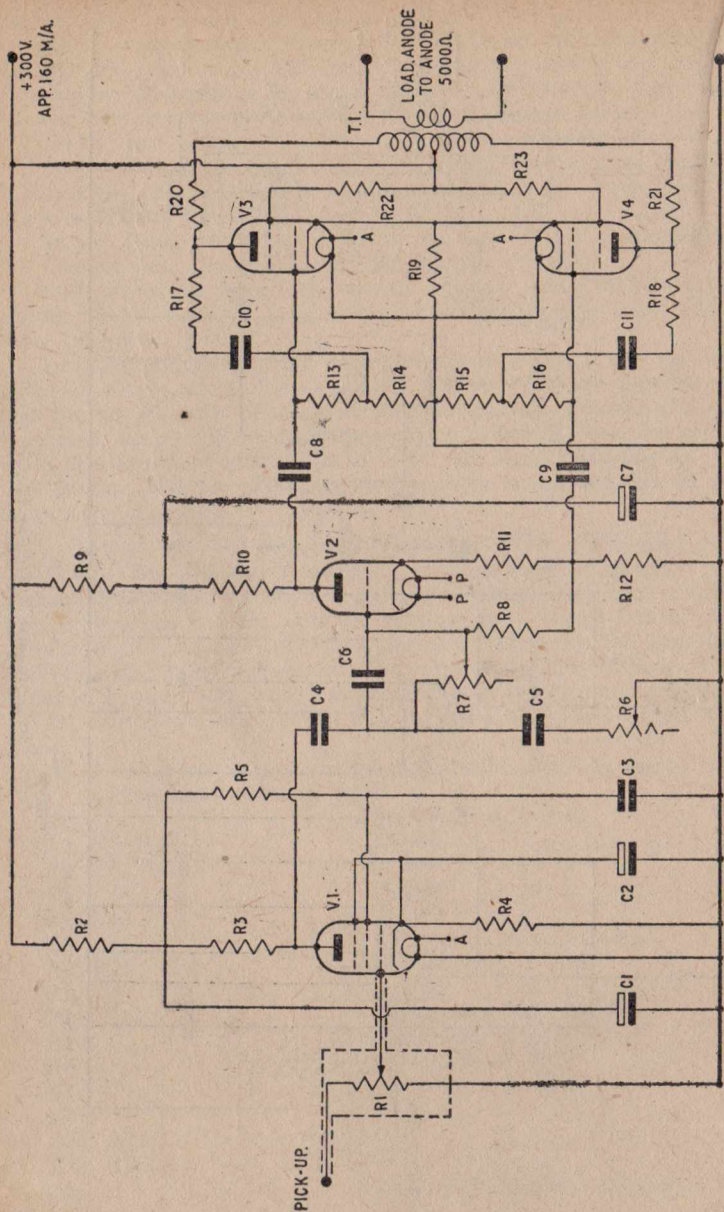 +300V.
APP. 160 M/A.
LOAD. ANODE
TO ANODE
5000Ω
T.I.
R20
V3
R22
R23
V4
R21
A
A
R19
R17
C10
R13
R14
R15
R16
C11
R18
C8
C9
C7
R9
R10
V2
P P
R11
R12
R8
C6
R7
C4
C5
R6
R5
C3
R2
R3
V.1.
A
R4
C2
C1
R1
PICK-UP.